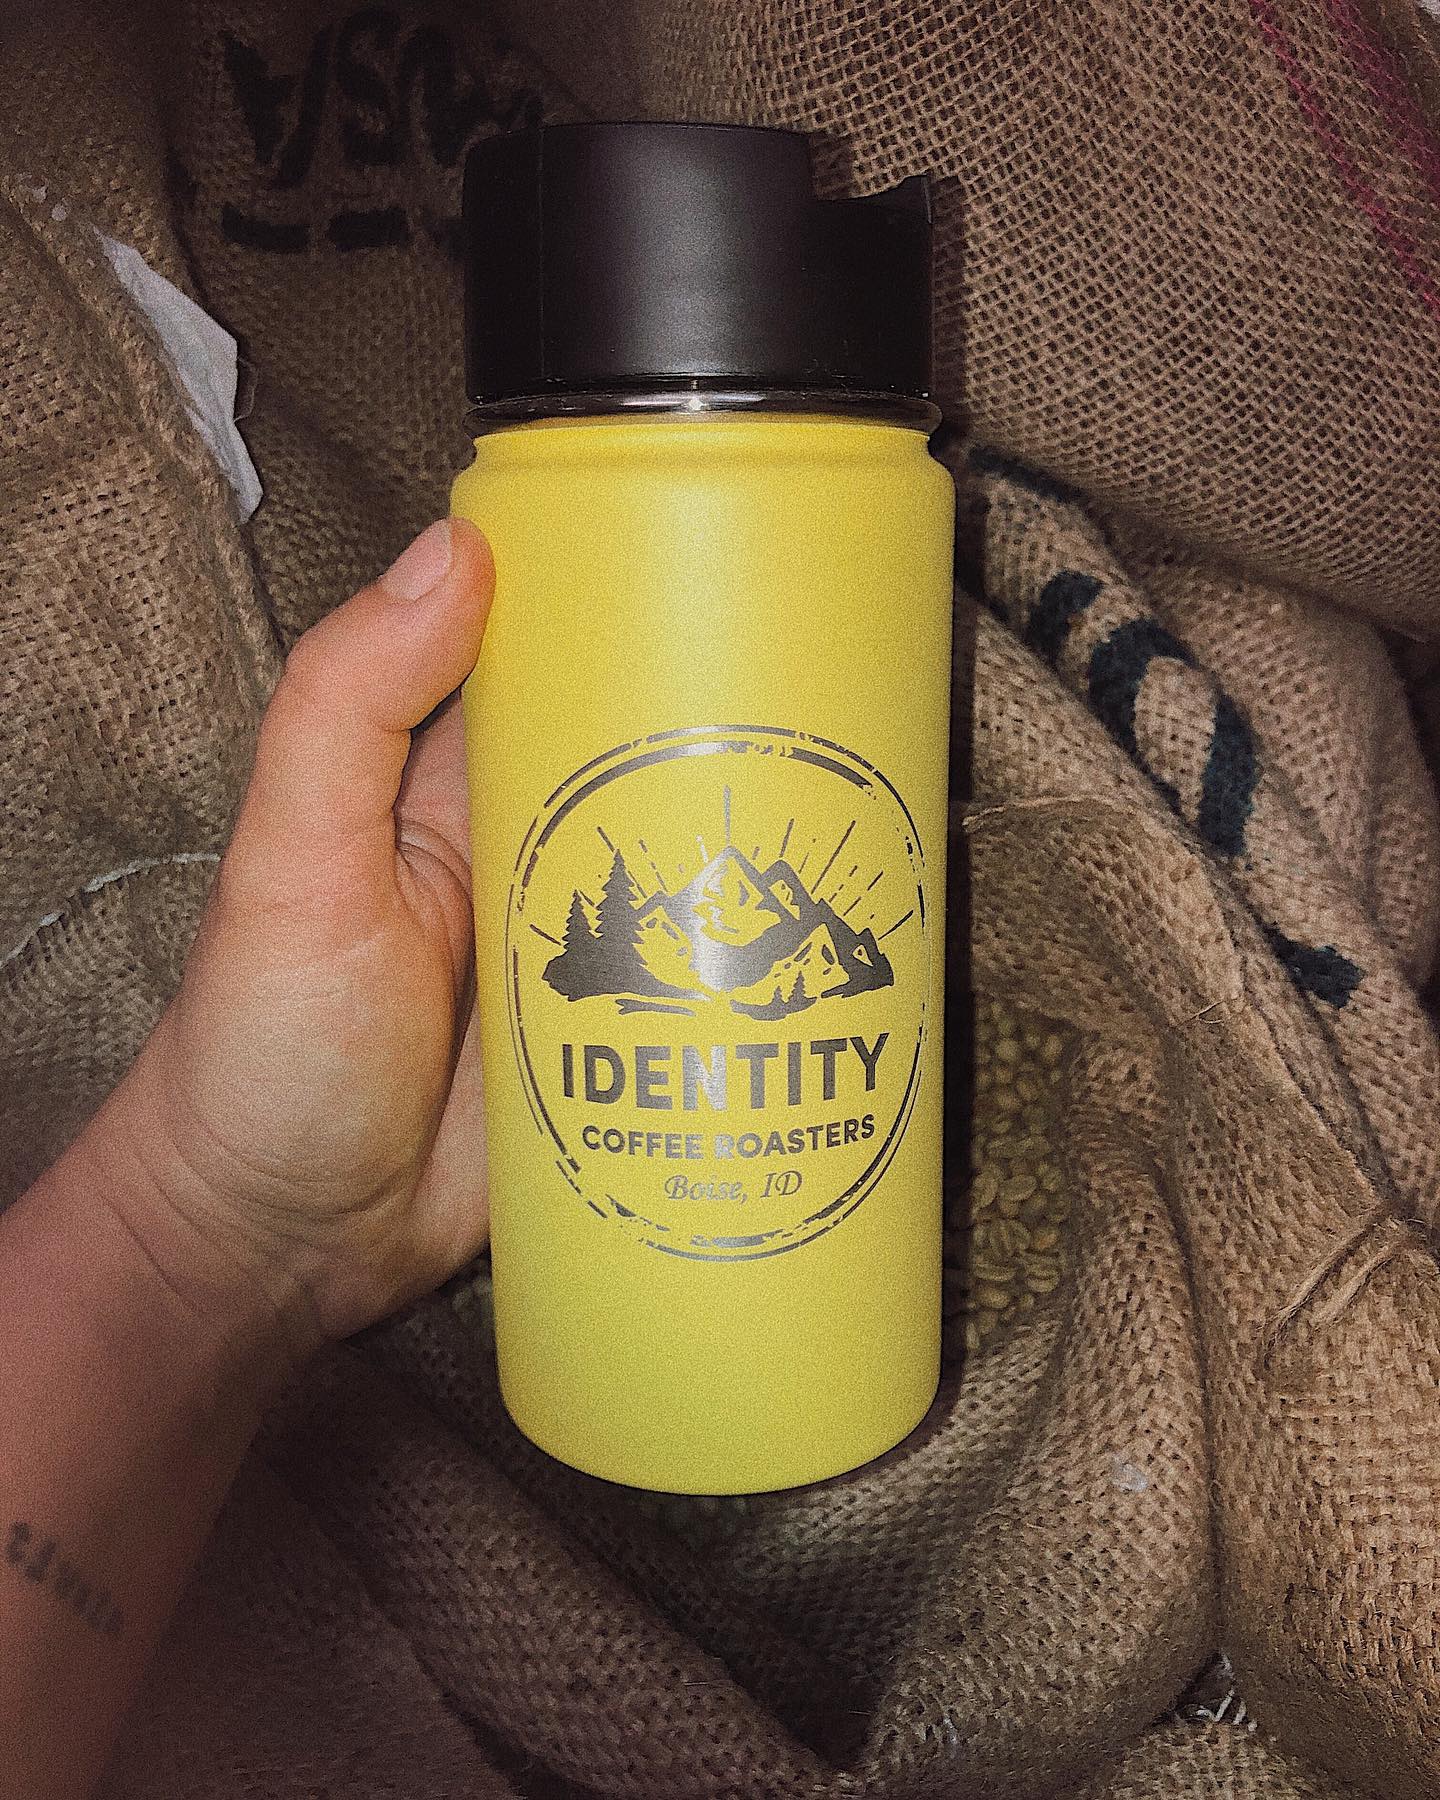 IDENTITY
COFFEE ROASTERS
Boise, ID